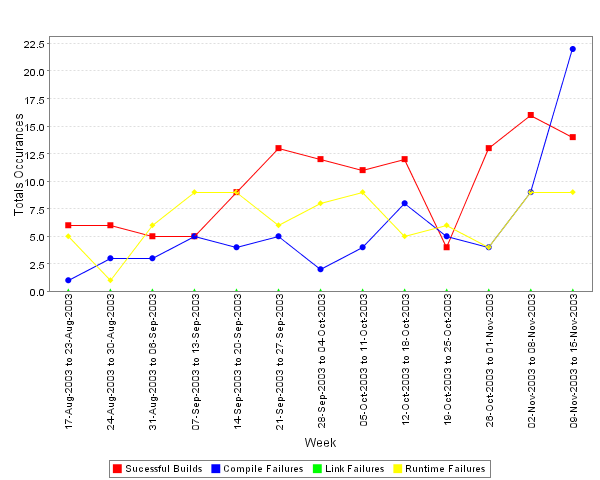 Totals Occurances
22.5
20.0
17.5
15.0
12.5
10.0
7.5
5.0
2.5
0.0
17-Aug-2003 to 23-Aug-2003
24-Aug-2003 to 30-Aug-2003
31-Aug-2003 to 06-Sep-2003
07-Sep-2003 to 13-Sep-2003
14-Sep-2003 to 20-Sep-2003
21-Sep-2003 to 27-Sep-2003
28-Sep-2003 to 04-Oct-2003
05-Oct-2003 to 11-Oct-2003
12-Oct-2003 to 18-Oct-2003
19-Oct-2003 to 25-Oct-2003
26-Oct-2003 to 01-Nov-2003
02-Nov-2003 to 08-Nov-2003
09-Nov-2003 to 15-Nov-2003
Week
Sucessful Builds Compile Failures Link Failures Runtime Failures